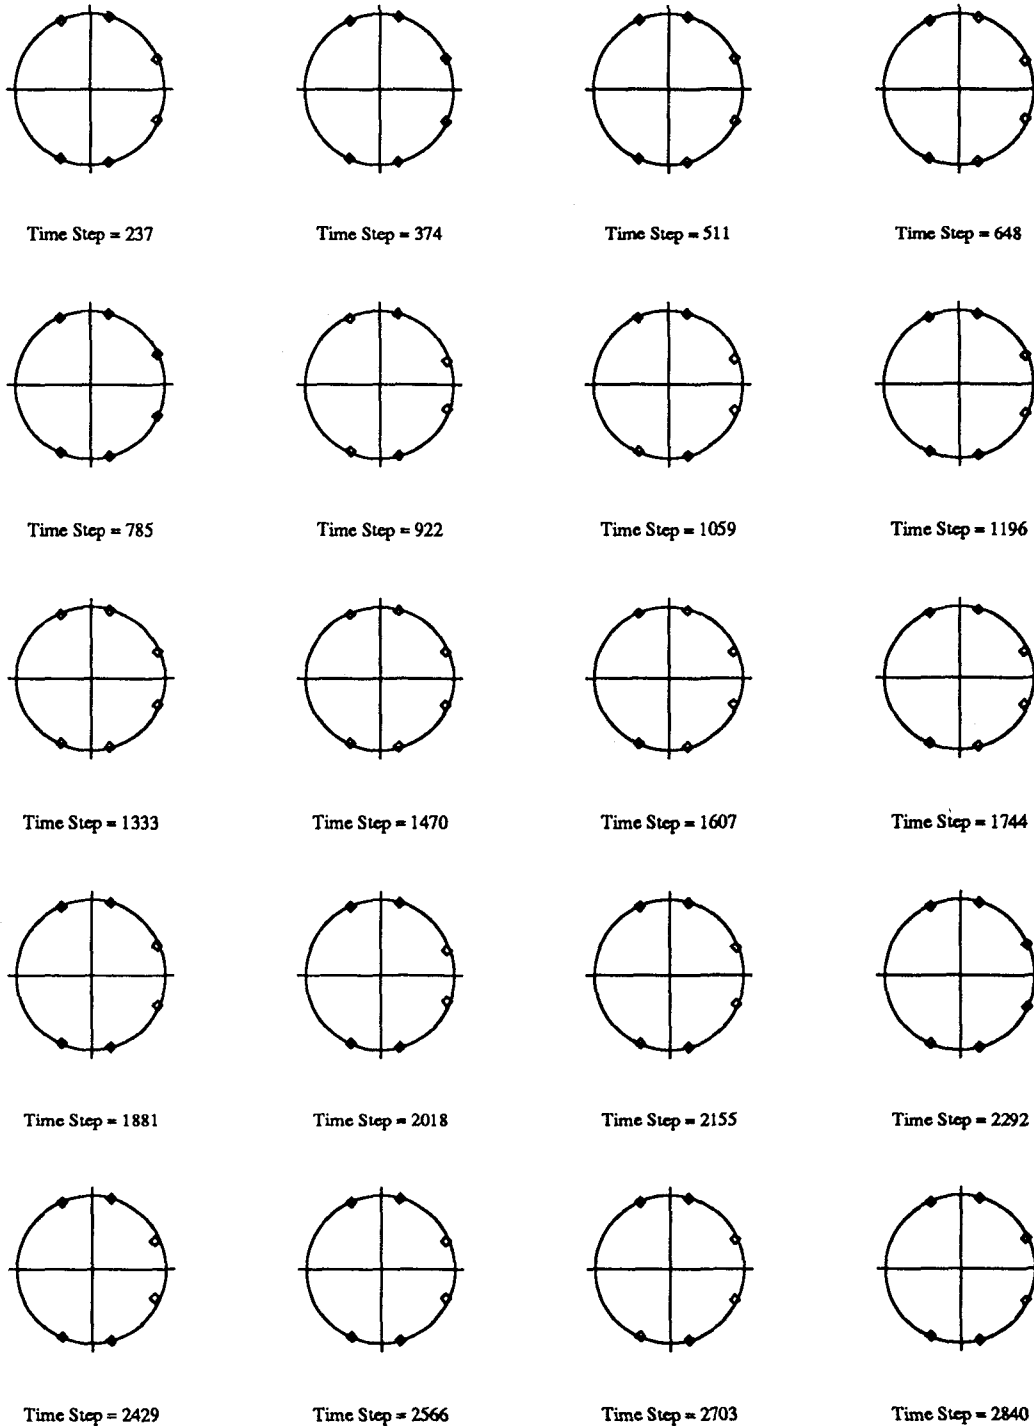 Time Step = 237
Time Step = 374
Time Step = 511
Time Step = 648
Time Step = 785
Time Step = 922
Time Step = 1059
Time Step = 1196
Time Step = 1333
Time Step = 1470
Time Step = 1607
Time Step = 1744
Time Step = 1881
Time Step = 2018
Time Step = 2155
Time Step = 2292
Time Step = 2429
Time Step = 2566
Time Step = 2703
Time Step = 2840